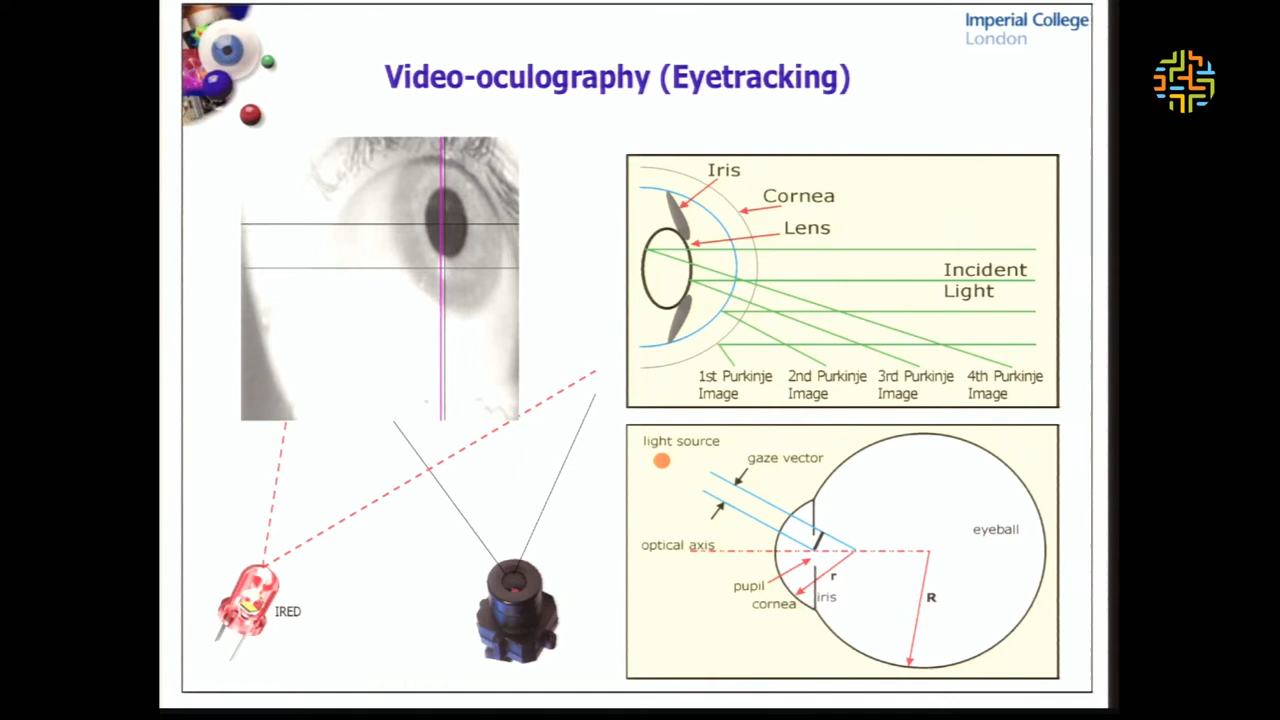 Imperial College
London
Video-oculography (Eyetracking)
Iris
Cornea
Lens
Incident
Light
1st Purkinje
Image
2nd Purkinje
Image
3rd Purkinje
Image
4th Purkinje
Image
light source
gaze vector
eyeball
optical axis
pupil
r
cornea
iris
R
IRED